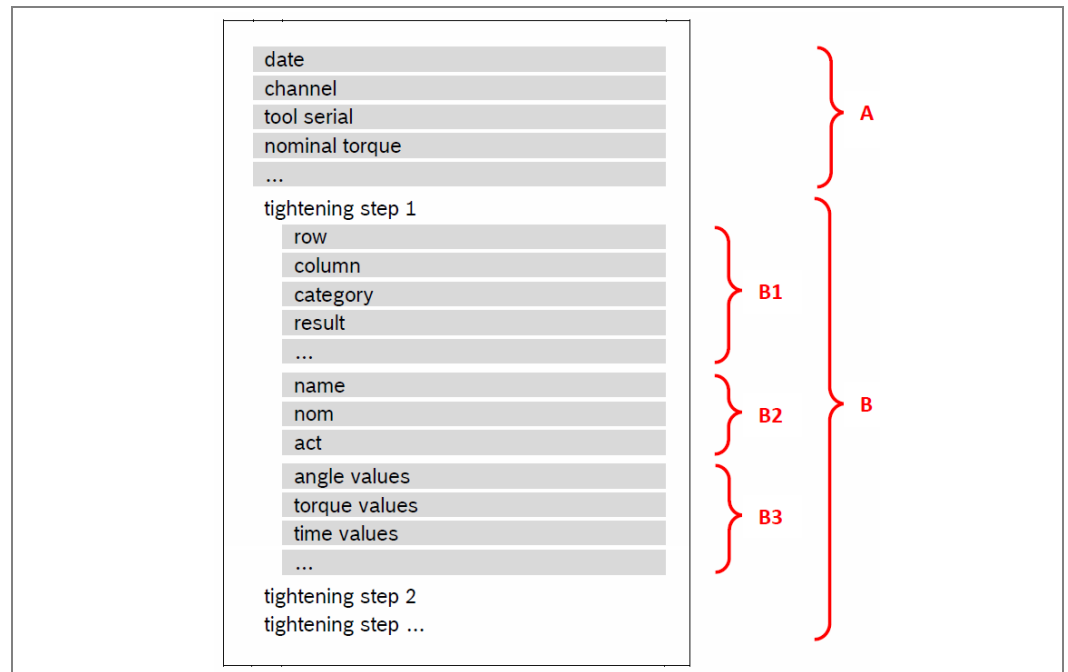 date
channel
tool serial
nominal torque
...
A
tightening step 1
row
column
category
result
...
B1
name
nom
act
B2
B
angle values
torque values
time values
...
B3
tightening step 2
tightening step ...